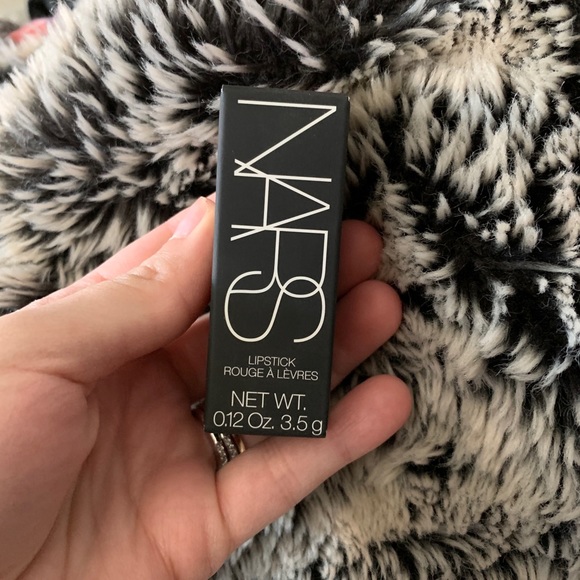 NARS
LIPSTICK
ROUGE À LÈVRES
NET WT.
0.12 Oz. 3.5 g